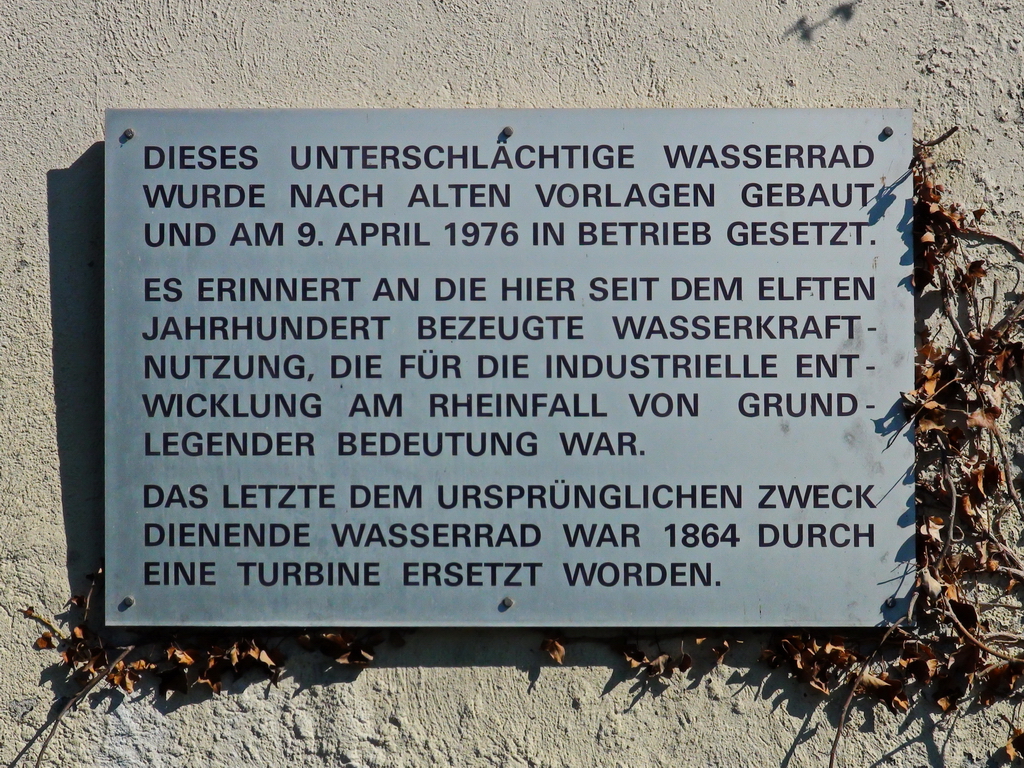 DIESES UNTERSCHLÄCHTIGE WASSERRAD
WURDE NACH ALTEN VORLAGEN GEBAUT
UND AM 9. APRIL 1976 IN BETRIEB GESETZT.
ES ERINNERT AN DIE HIER SEIT DEM ELFTEN
JAHRHUNDERT BEZEUGTE WASSERKRAFT-
NUTZUNG, DIE FÜR DIE INDUSTRIELLE ENT-
WICKLUNG AM RHEINFALL VON GRUND-
LEGENDER BEDEUTUNG WAR.
DAS LETZTE DEM URSPRÜNGLICHEN ZWECK
DIENENDE WASSERRAD WAR 1864 DURCH
EINE TURBINE ERSETZT WORDEN.